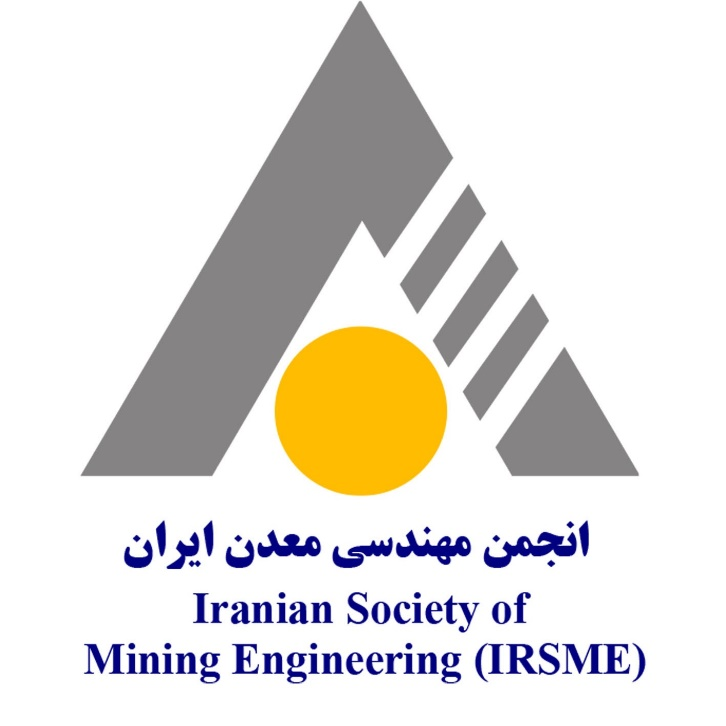 انجمن مهندسی معدن ایران
Iranian Society of
Mining Engineering (IRSME)